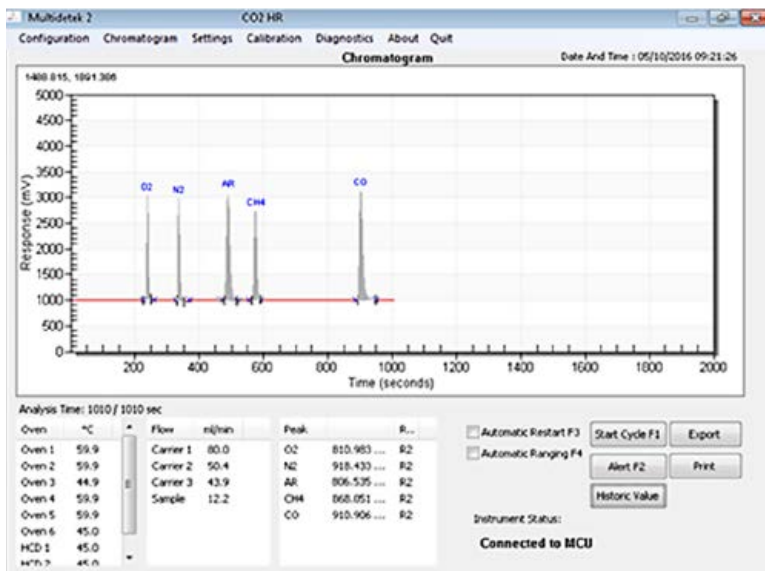 Multidetek 2 CO2 HR
Configuration Chromatogram Settings Calibration Diagnostics About Quit
Chromatogram Date And Time : 05/10/2016 09:21:26
1488.815, 1891.386
5000
4500
4000
3500
3000
2500
2000
1500
1000
500
0
Response (mV)
O2 N2 AR CH4 CO
200 400 600 800 1000 1200 1400 1600 1800 2000
Time (seconds)
Analysis Time: 1010 / 1010 sec
Oven °C Flow ml/min Peak R...
Oven 1 59.9 Carrier 1 80.0 O2 810.983 ... R2
Oven 2 59.9 Carrier 2 50.4 N2 918.433 ... R2
Oven 3 44.9 Carrier 3 43.9 AR 806.535 ... R2
Oven 4 59.9 Sample 12.2 CH4 868.051 ... R2
Oven 5 59.9 CO 910.906 ... R2
Oven 6 45.0
HCD 1 45.0
HCD 2 45.0
Automatic Restart F3 Start Cycle F1 Export
Automatic Ranging F4 Alert F2 Print
Historic Value
Instrument Status:
Connected to MCU